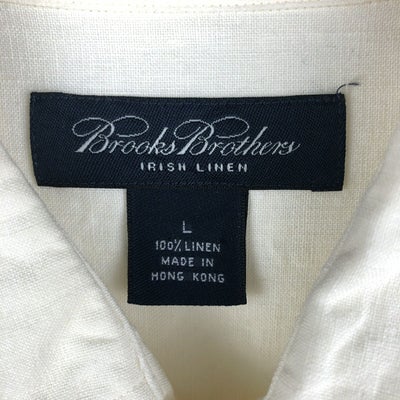 Brooks Brothers
IRISH LINEN
L
100% LINEN
MADE IN
HONG KONG